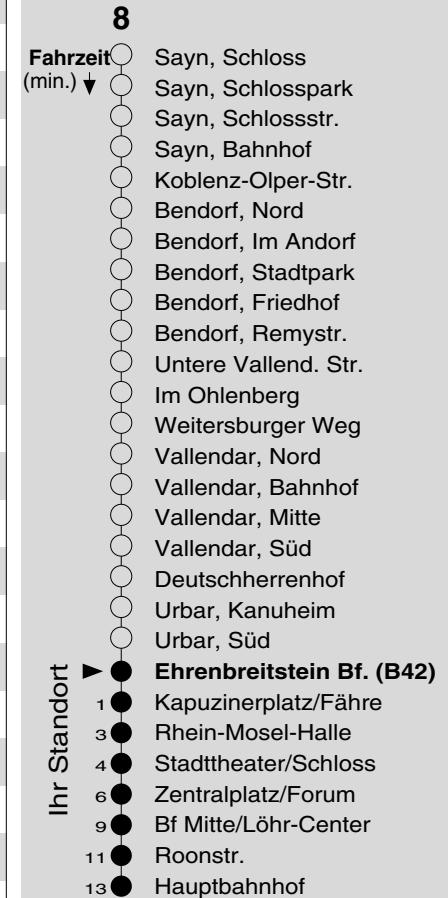 8
Fahrzeit Sayn, Schloss
(min.) Sayn, Schlosspark
Sayn, Schlossstr.
Sayn, Bahnhof
Koblenz-Olper-Str.
Bendorf, Nord
Bendorf, Im Andorf
Bendorf, Stadtpark
Bendorf, Friedhof
Bendorf, Remystr.
Untere Vallend. Str.
Im Ohlenberg
Weitersburger Weg
Vallendar, Nord
Vallendar, Bahnhof
Vallendar, Mitte
Vallendar, Süd
Deutschherrenhof
Urbar, Kanuheim
Urbar, Süd
Ihr Standort
Ehrenbreitstein Bf. (B42)
1 Kapuzinerplatz/Fähre
3 Rhein-Mosel-Halle
4 Stadttheater/Schloss
6 Zentralplatz/Forum
9 Bf Mitte/Löhr-Center
11 Roonstr.
13 Hauptbahnhof